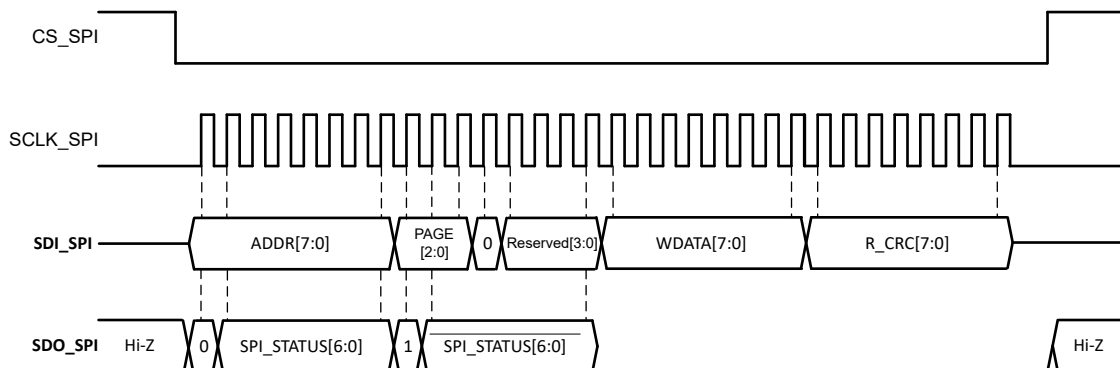 CS_SPI
SCLK_SPI
SDI_SPI
ADDR[7:0]
PAGE
[2:0]
0
Reserved[3:0]
WDATA[7:0]
R_CRC[7:0]
SDO_SPI
Hi-Z
0
SPI_STATUS[6:0]
1
SPI_STATUS[6:0]
Hi-Z